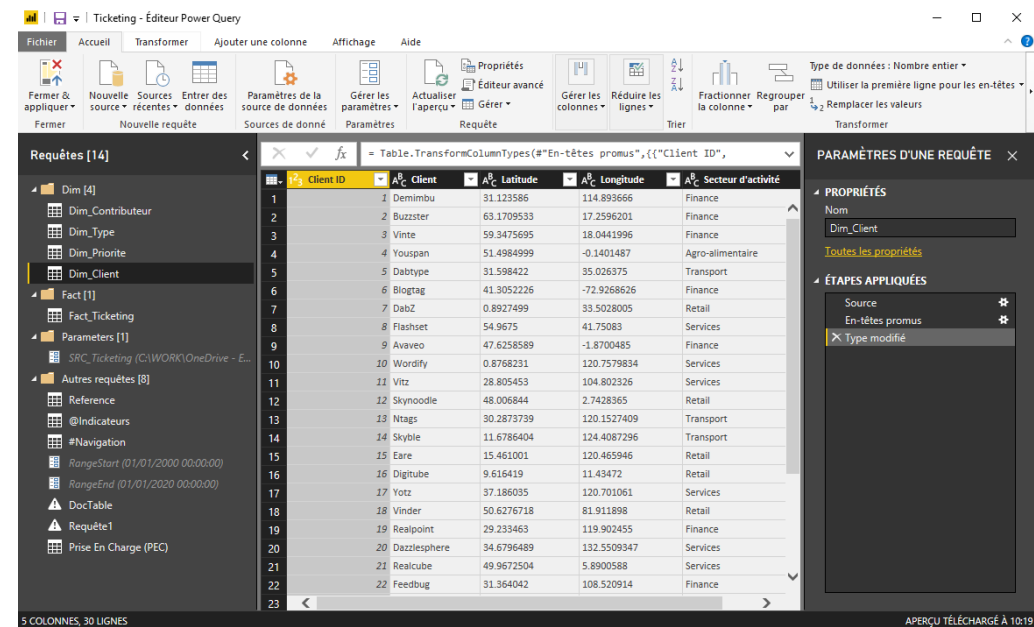 Ticketing - Éditeur Power Query
Fichier Accueil Transformer Ajouter une colonne Affichage Aide
Fermer & appliquer
Nouvelle source
Sources récentes
Entrer des données
Paramètres de la source de données
Gérer les paramètres
Actualiser l'aperçu
Propriétés
Éditeur avancé
Gérer
Gérer les colonnes
Réduire les lignes
Fractionner la colonne
Regrouper par
Type de données : Nombre entier
Utiliser la première ligne pour les en-têtes
Remplacer les valeurs
Fermer Nouvelle requête Sources de donné Paramètres Requête Trier Transformer
Requêtes [14]
Dim [4]
Dim_Contributeur
Dim_Type
Dim_Priorite
Dim_Client
Fact [1]
Fact_Ticketing
Parameters [1]
SRC_Ticketing (C:\WORK\OneDrive - E...
Autres requêtes [8]
Reference
@Indicateurs
#Navigation
RangeStart (01/01/2000 00:00:00)
RangeEnd (01/01/2020 00:00:00)
DocTable
Requête1
Prise En Charge (PEC)
fx = Table.TransformColumnTypes(#"En-têtes promus",{{"Client ID",
Client ID Client Latitude Longitude Secteur d'activité
1 1 Demimbu 31.123586 114.893666 Finance
2 2 Buzzster 63.1709533 17.2596201 Finance
3 3 Vinte 59.3475695 18.0441996 Finance
4 4 Youspan 51.4984999 -0.1401487 Agro-alimentaire
5 5 Dabtype 31.598422 35.026375 Transport
6 6 Blogtag 41.3052226 -72.9268626 Finance
7 7 DabZ 0.8927499 33.5028005 Retail
8 8 Flashset 54.9675 41.75083 Services
9 9 Avaveo 47.6258589 -1.8700485 Finance
10 10 Wordify 0.8768231 120.7579834 Services
11 11 Vitz 28.805453 104.802326 Services
12 12 Skynoodle 48.006844 2.7428365 Retail
13 13 Ntags 30.2873739 120.1527409 Transport
14 14 Skyble 11.6786404 124.4087296 Transport
15 15 Eare 15.461001 120.465946 Retail
16 16 Digitube 9.616419 11.43472 Retail
17 17 Yotz 37.186035 120.701061 Services
18 18 Vinder 50.6276718 81.911898 Retail
19 19 Realpoint 29.233463 119.902455 Finance
20 20 Dazzlesphere 34.6796489 132.5509347 Services
21 21 Realcube 49.9672504 5.8900588 Services
22 22 Feedbug 31.364042 108.520914 Finance
23
PARAMÈTRES D'UNE REQUÊTE
PROPRIÉTÉS
Nom
Dim_Client
Toutes les propriétés
ÉTAPES APPLIQUÉES
Source
En-têtes promus
Type modifié
5 COLONNES, 30 LIGNES
APERÇU TÉLÉCHARGÉ À 10:19